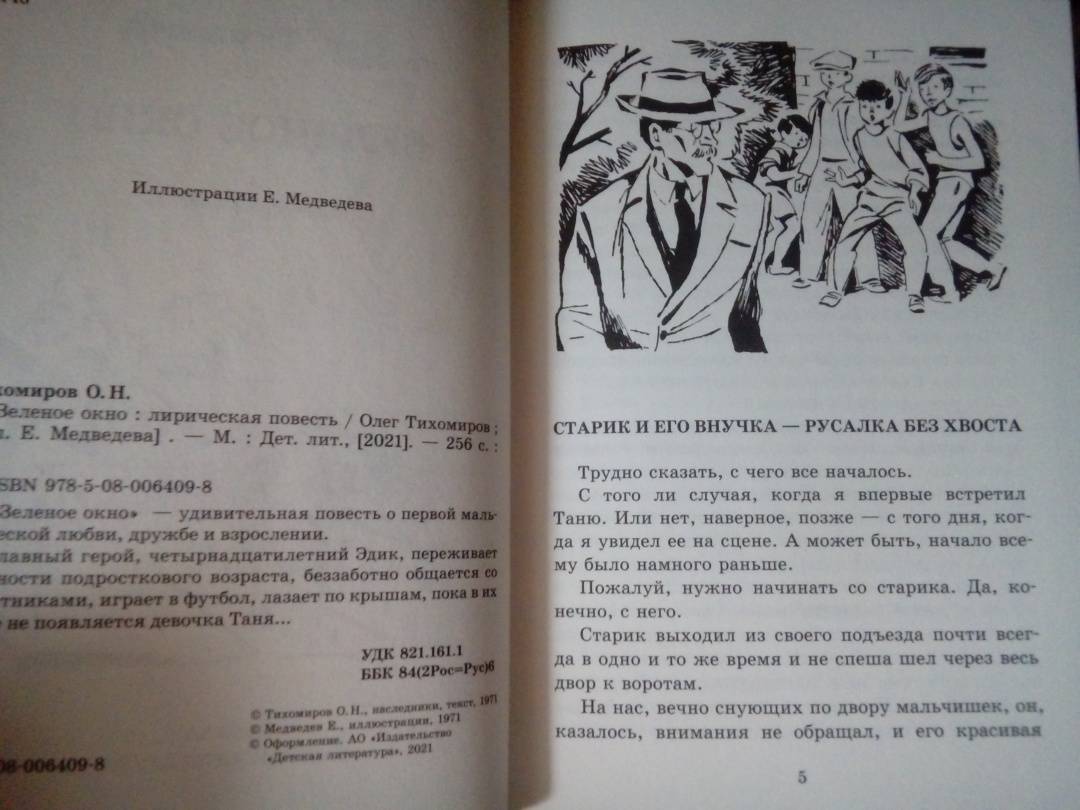 Иллюстрации Е. Медведева
О. Н.
Зеленое окно : лирическая повесть / Олег Тихомиров ;
Е. Медведева] . — М. : Дет. лит., [2021]. — 256 с. :
978-5-08-006409-8
Зеленое окно» — удивительная повесть о первой маль-
любви, дружбе и взрослении.
герой, четырнадцатилетний Эдик, переживает
подросткового возраста, беззаботно общается со
играет в футбол, лазает по крышам, пока в их
не появляется девочка Таня...
УДК 821.161.1
ББК 84(2Рос=Рус)6
© Тихомиров О. Н., наследники, текст, 1971
© Медведев Е., иллюстрации, 1971
© Оформление. АО «Издательство
«Детская литература», 2021
08-006409-8
СТАРИК И ЕГО ВНУЧКА — РУСАЛКА БЕЗ ХВОСТА
Трудно сказать, с чего все началось.
С того ли случая, когда я впервые встретил
Таню. Или нет, наверное, позже — с того дня, ког-
да я увидел ее на сцене. А может быть, начало все-
му было намного раньше.
Пожалуй, нужно начинать со старика. Да, ко-
нечно, с него.
Старик выходил из своего подъезда почти всег-
да в одно и то же время и не спеша шел через весь
двор к воротам.
На нас, вечно снующих по двору мальчишек, он,
казалось, внимания не обращал, и его красивая
5